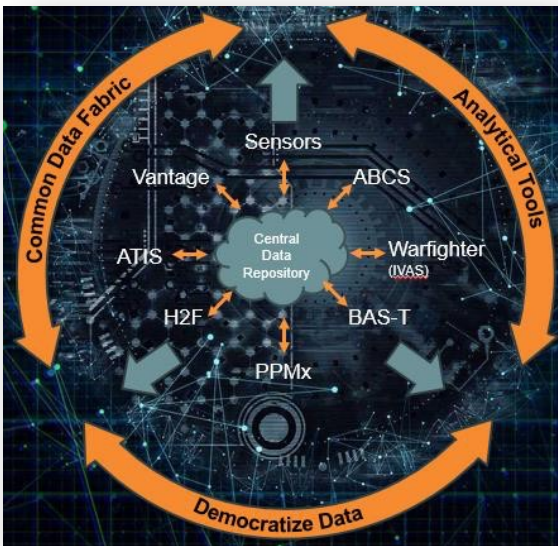 Common Data Fabric
Analytical Tools
Sensors
Vantage
ABCS
Central
Data
Repository
ATIS
Warfighter
(IVAS)
H2F
BAS-T
PPMx
Democratize Data